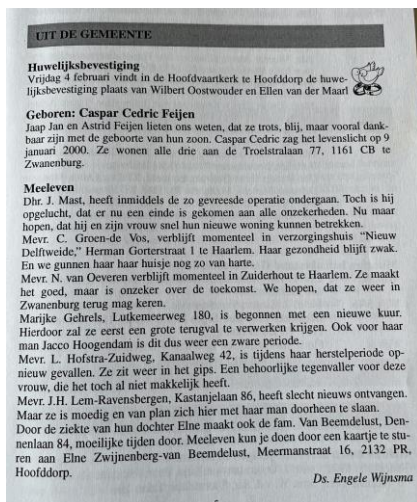 UIT DE GEMEENTE
Huwelijksbevestiging
Vrijdag 4 februari vindt in de Hoofdvaartkerk te Hoofddorp de huwe-
lijksbevestiging plaats van Wilbert Oostwouder en Ellen van der Maarl
Geboren: Caspar Cedric Feijen
Jaap Jan en Astrid Feijen lieten ons weten, dat ze trots, blij, maar vooral dank-
baar zijn met de geboorte van hun zoon. Caspar Cedric zag het levenslicht op 9
januari 2000. Ze wonen alle drie aan de Troelstralaan 77, 1161 CB te
Zwanenburg.
Meeleven
Dhr. J. Mast, heeft inmiddels de zo gevreesde operatie ondergaan. Toch is hij
opgelucht, dat er nu een einde is gekomen aan alle onzekerheden. Nu maar
hopen, dat hij en zijn vrouw snel hun nieuwe woning kunnen betrekken.
Mevr. C. Groen-de Vos, verblijft momenteel in verzorgingshuis "Nieuw
Delftweide," Herman Gorterstraat 1 te Haarlem. Haar gezondheid blijft zwak.
En we gunnen haar haar huisje nog zo van harte.
Mevr. N. van Oeveren verblijft momenteel in Zuiderhout te Haarlem. Ze maakt
het goed, maar is onzeker over de toekomst. We hopen, dat ze weer in
Zwanenburg terug mag keren.
Marijke Gehrels, Lutkemeerweg 180, is begonnen met een nieuwe kuur.
Hierdoor zal ze eerst een grote terugval te verwerken krijgen. Ook voor haar
man Jacco Hoogendam is dit dus weer een zware periode.
Mevr. L. Hofstra-Zuidweg, Kanaalweg 42, is tijdens haar herstelperiode op-
nieuw gevallen. Ze zit weer in het gips. Een behoorlijke tegenvaller voor deze
vrouw, die het toch al niet makkelijk heeft.
Mevr. J.H. Lem-Ravensbergen, Kastanjelaan 86, heeft slecht nieuws ontvangen.
Maar ze is moedig en van plan zich hier met haar man doorheen te slaan.
Door de ziekte van hun dochter Elne maakt ook de fam. Van Beemdelust, Den-
nenlaan 84, moeilijke tijden door. Meeleven kun je doen door een kaartje te stu-
ren aan Elne Zwijnenberg-van Beemdelust, Meermanstraat 16, 2132 PR,
Hoofddorp.
Ds. Engele Wijnsma